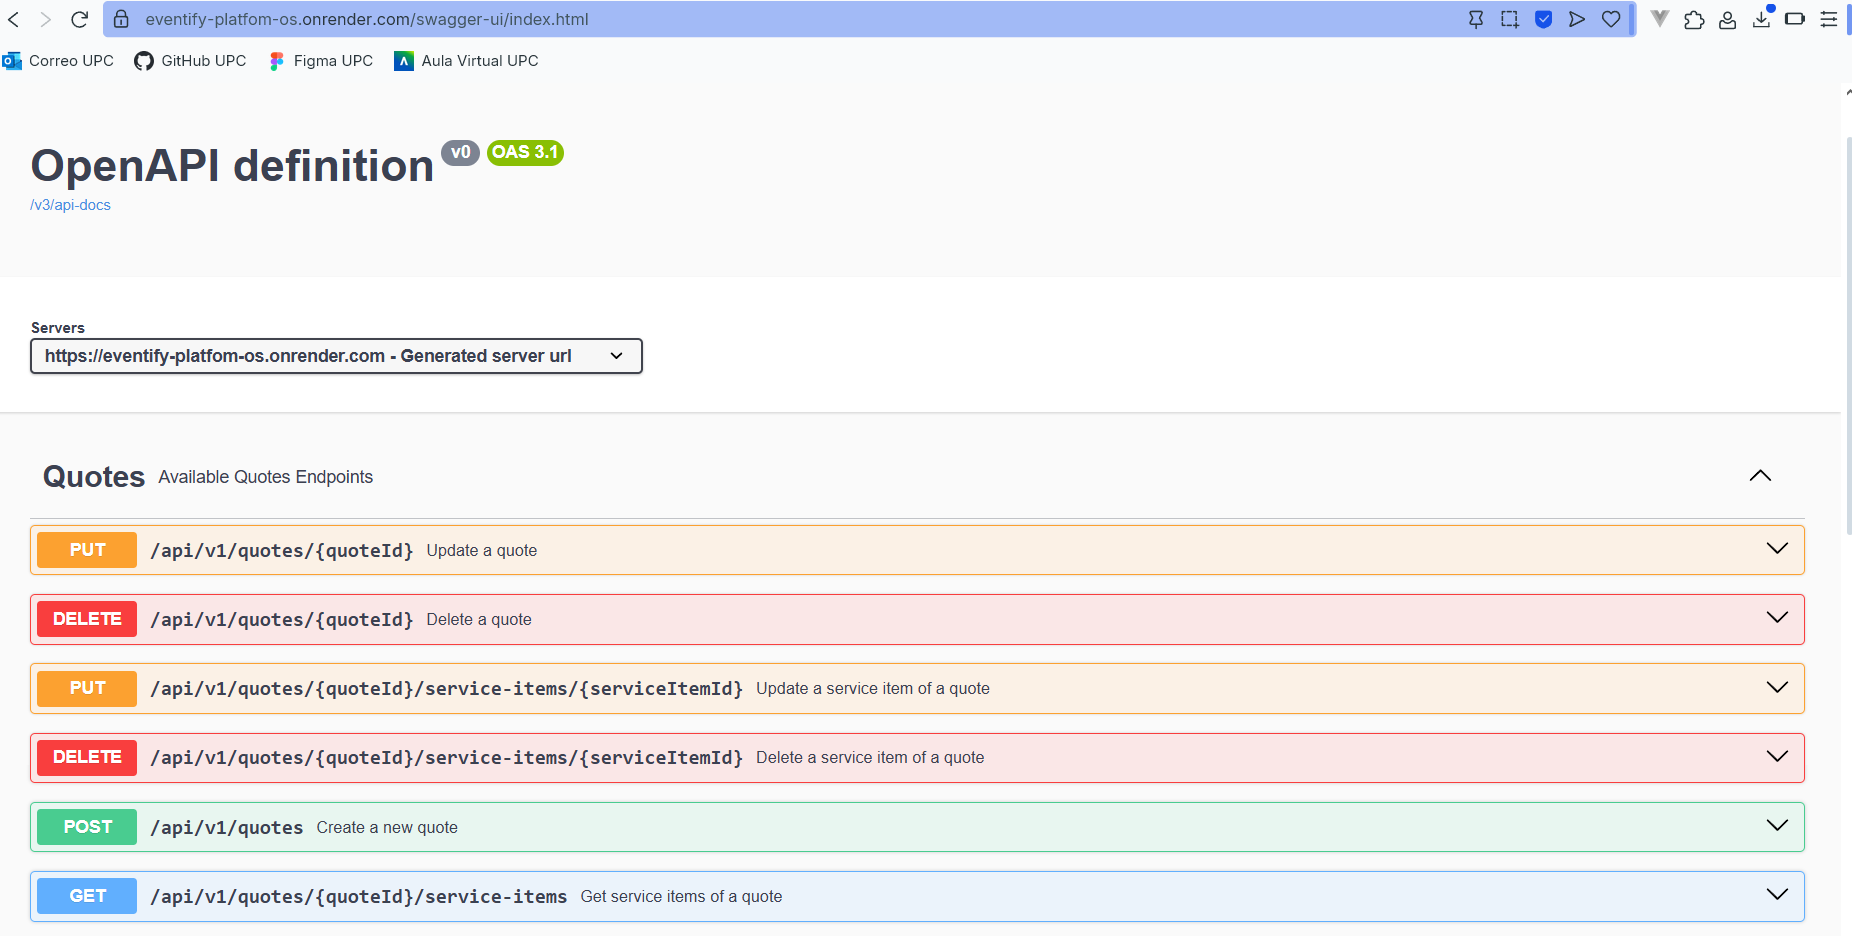 eventify-platfom-os.onrender.com/swagger-ui/index.html
Correo UPC GitHub UPC Figma UPC Aula Virtual UPC
OpenAPI definition v0 OAS 3.1
/v3/api-docs
Servers
https://eventify-platfom-os.onrender.com - Generated server url
Quotes Available Quotes Endpoints
PUT /api/v1/quotes/{quoteId} Update a quote
DELETE /api/v1/quotes/{quoteId} Delete a quote
PUT /api/v1/quotes/{quoteId}/service-items/{serviceItemId} Update a service item of a quote
DELETE /api/v1/quotes/{quoteId}/service-items/{serviceItemId} Delete a service item of a quote
POST /api/v1/quotes Create a new quote
GET /api/v1/quotes/{quoteId}/service-items Get service items of a quote